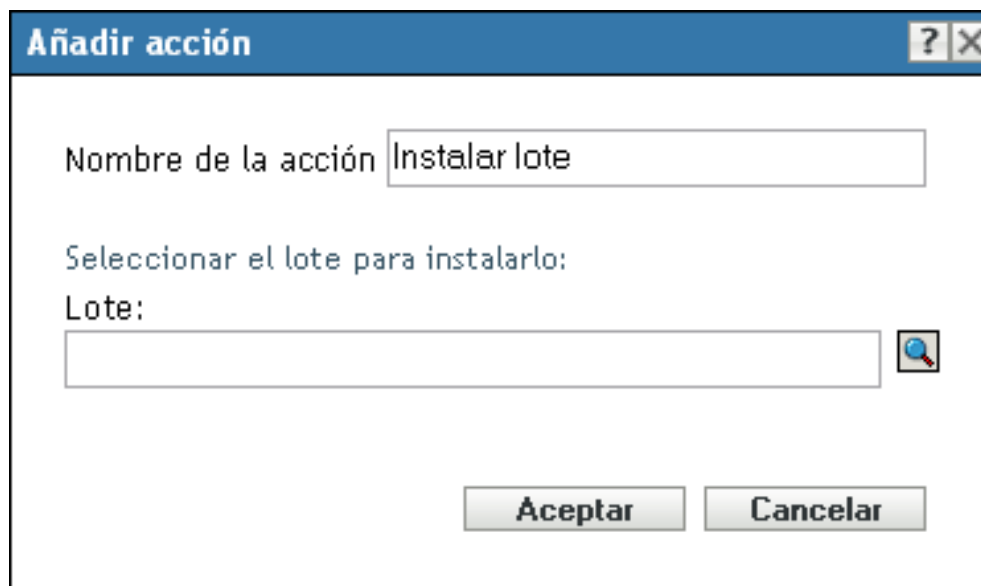 Añadir acción ?
Nombre de la acción Instalar lote
Seleccionar el lote para instalarlo:
Lote:
Aceptar Cancelar